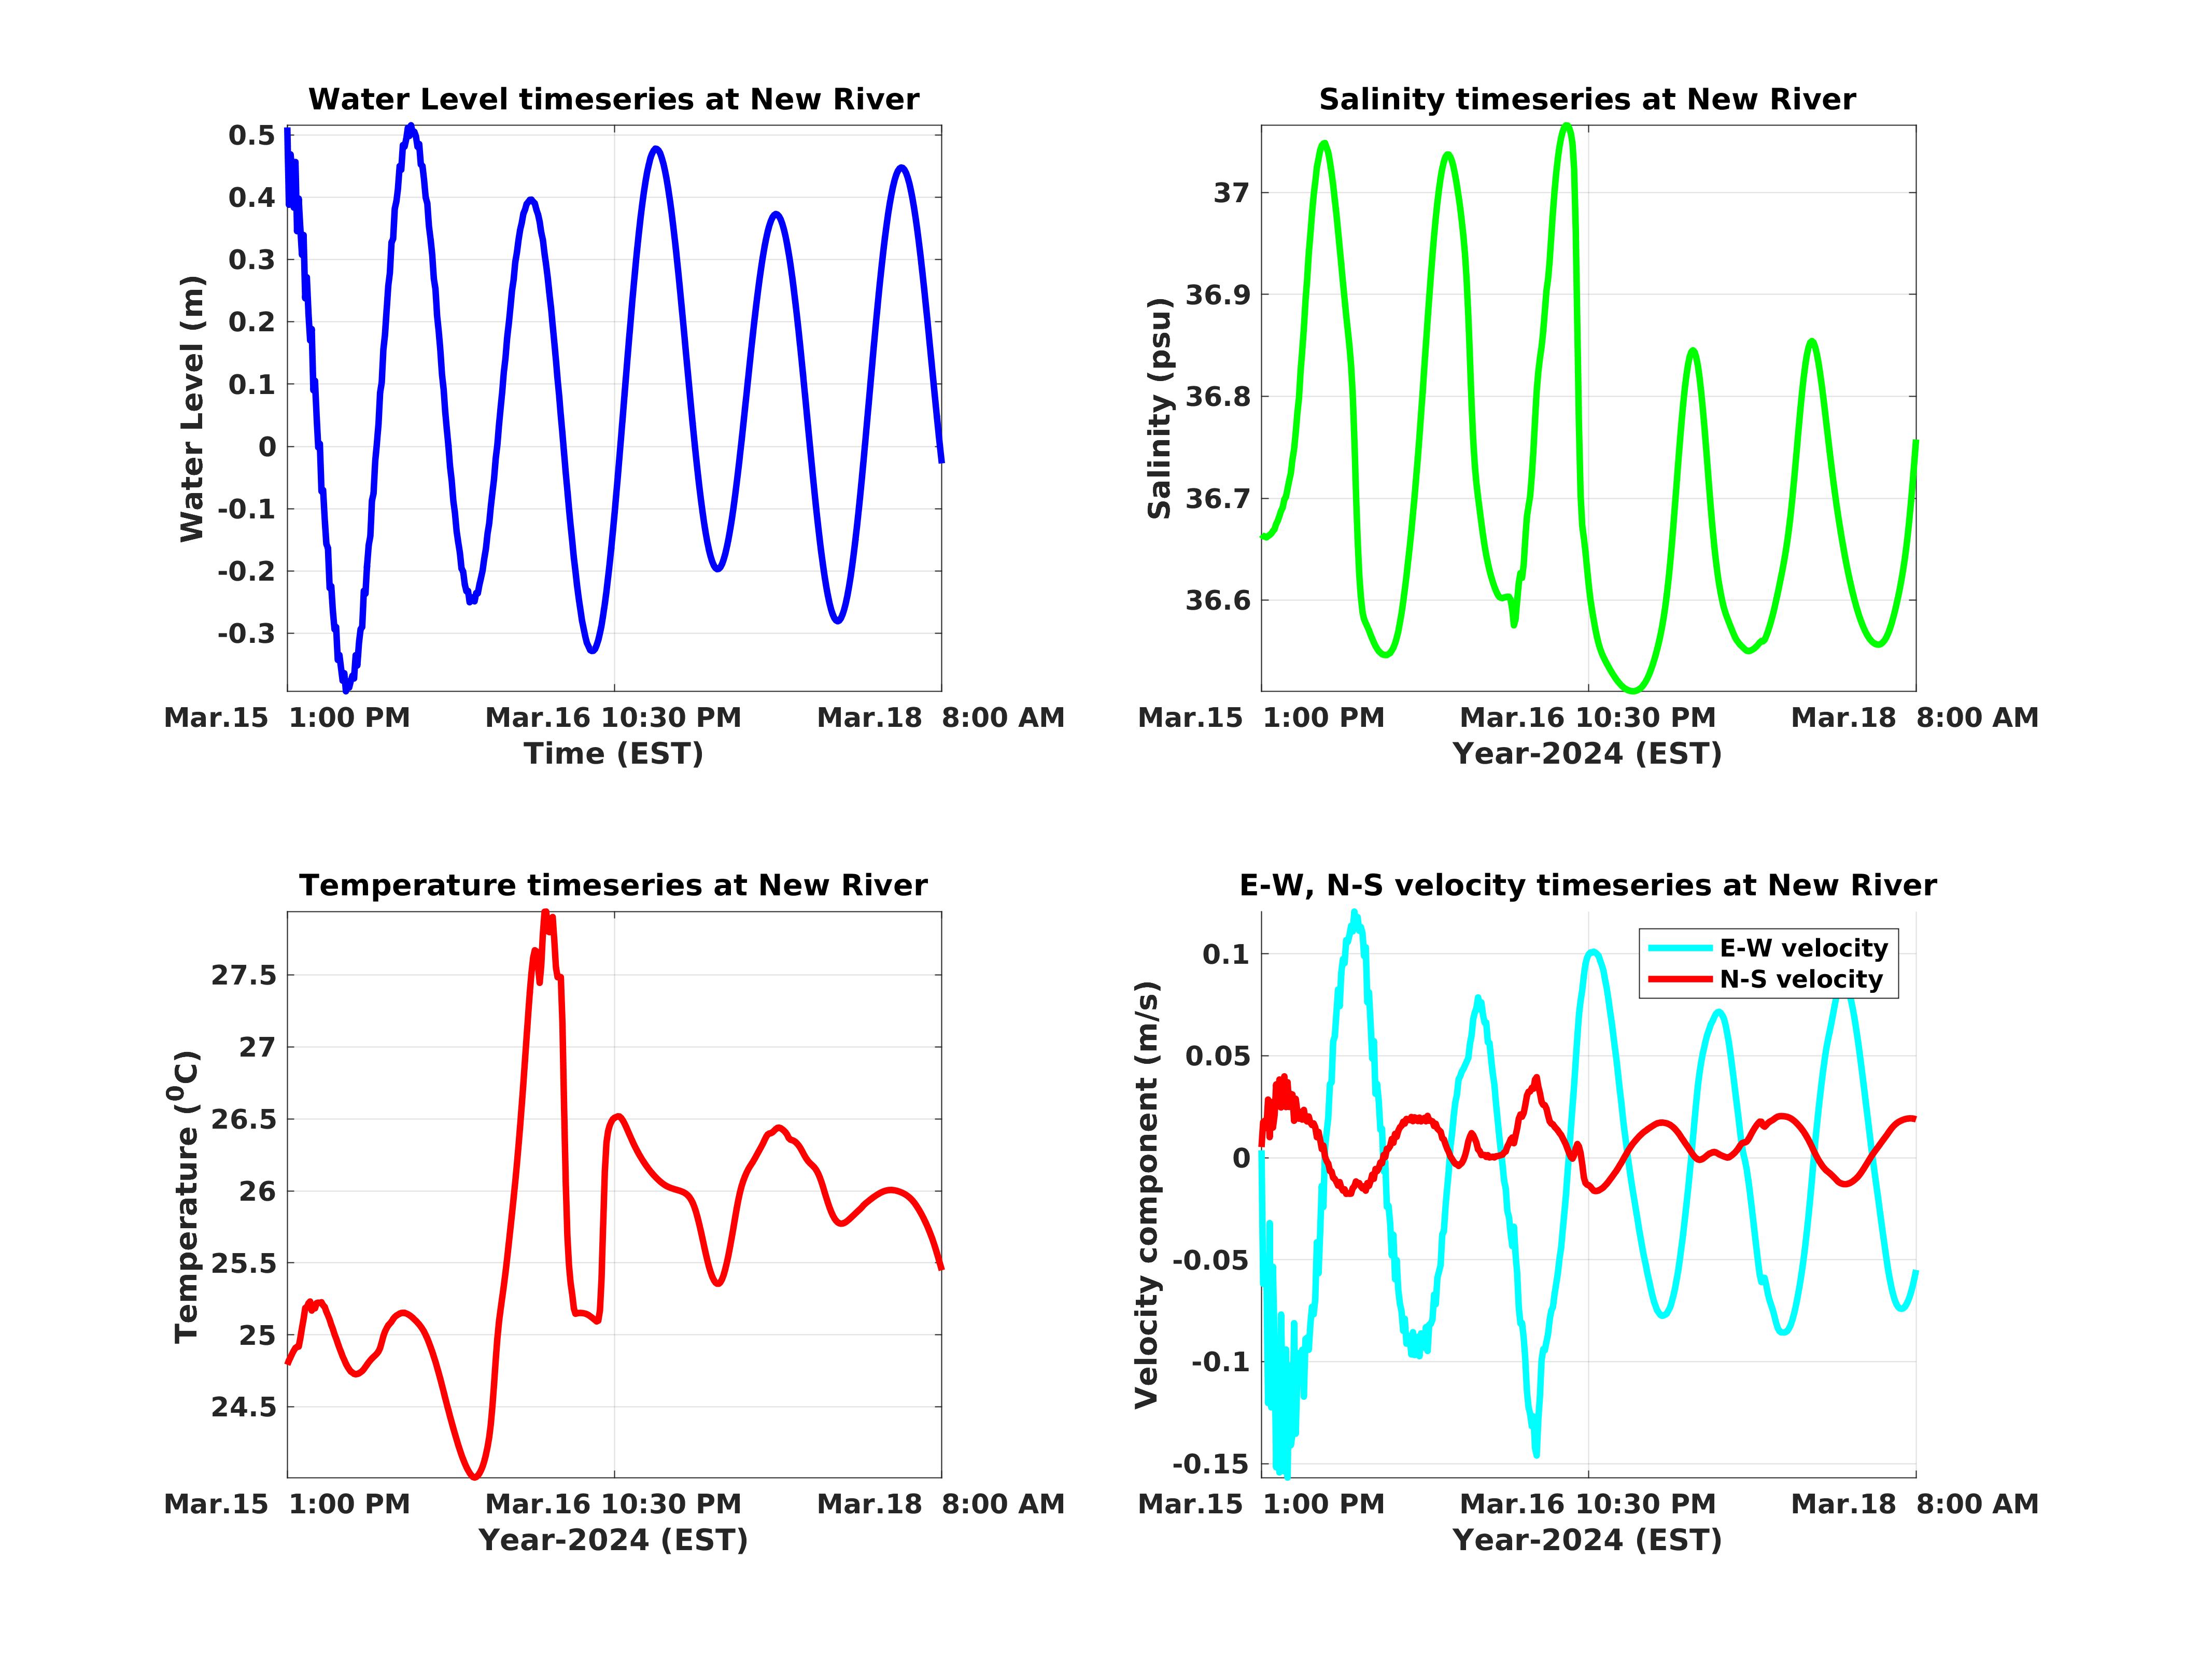 Water Level timeseries at New River
0.5
0.4
0.3
0.2
0.1
0
-0.1
-0.2
-0.3
Water Level (m)
Mar.15  1:00 PM
Mar.16 10:30 PM
Mar.18  8:00 AM
Time (EST)
Salinity timeseries at New River
37
36.9
36.8
36.7
36.6
Salinity (psu)
Mar.15  1:00 PM
Mar.16 10:30 PM
Mar.18  8:00 AM
Year-2024 (EST)
Temperature timeseries at New River
27.5
27
26.5
26
25.5
25
24.5
Temperature (⁰C)
Mar.15  1:00 PM
Mar.16 10:30 PM
Mar.18  8:00 AM
Year-2024 (EST)
E-W, N-S velocity timeseries at New River
E-W velocity
N-S velocity
0.1
0.05
0
-0.05
-0.1
-0.15
Velocity component (m/s)
Mar.15  1:00 PM
Mar.16 10:30 PM
Mar.18  8:00 AM
Year-2024 (EST)